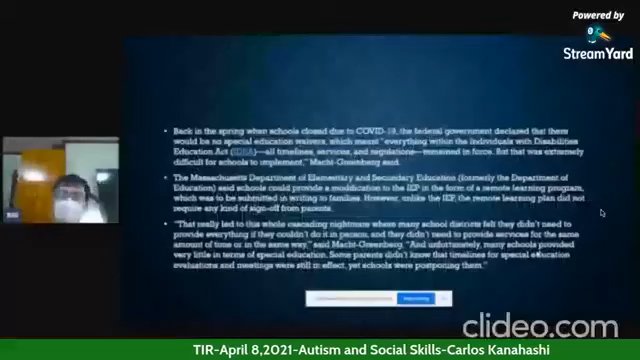 Powered by
StreamYard
• Back in the spring when schools closed due to COVID-19, the federal government declared that there
would be no special education waivers, which meant "everything within the Individuals with Disabilities
Education Act (IDEA)—all timelines, services, and regulations—remained in force. But that was extremely
difficult for schools to implement," Macht-Greenberg said.
• The Massachusetts Department of Elementary and Secondary Education (formerly the Department of
Education) said schools could provide a modification to the IEP in the form of a remote learning program,
which was to be submitted in writing to families. However, unlike the IEP, the remote learning plan did not
require any kind of sign-off from parents.
• "That really led to this whole cascading nightmare where many school districts felt they didn't need to
provide everything if they couldn't do it in person, and they didn't need to provide services for the same
amount of time or in the same way," said Macht-Greenberg. "And unfortunately, many schools provided
very little in terms of special education. Some parents didn't know that timelines for special education
evaluations and meetings were still in effect, yet schools were postponing them."
clideo.com
TIR-April 8,2021-Autism and Social Skills-Carlos Kanahashi